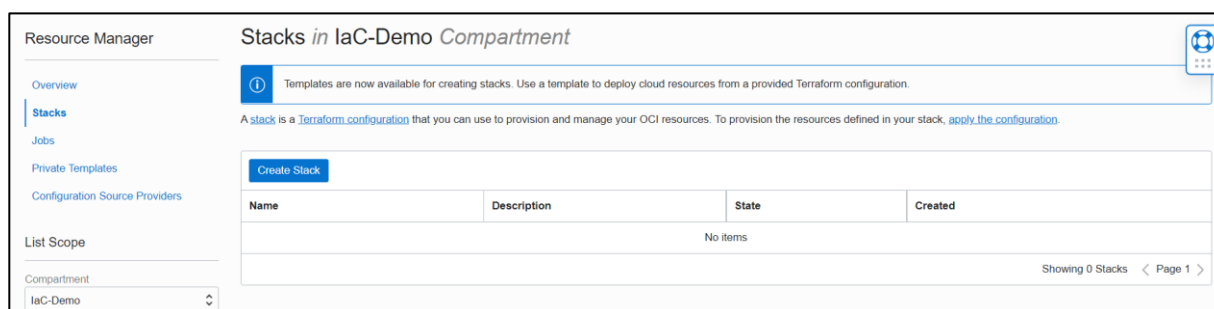 Resource Manager
Overview
Stacks
Jobs
Private Templates
Configuration Source Providers
List Scope
Compartment
IaC-Demo
Stacks in IaC-Demo Compartment
Templates are now available for creating stacks. Use a template to deploy cloud resources from a provided Terraform configuration.
A stack is a Terraform configuration that you can use to provision and manage your OCI resources. To provision the resources defined in your stack, apply the configuration.
Create Stack
Name Description State Created
No items
Showing 0 Stacks < Page 1 >